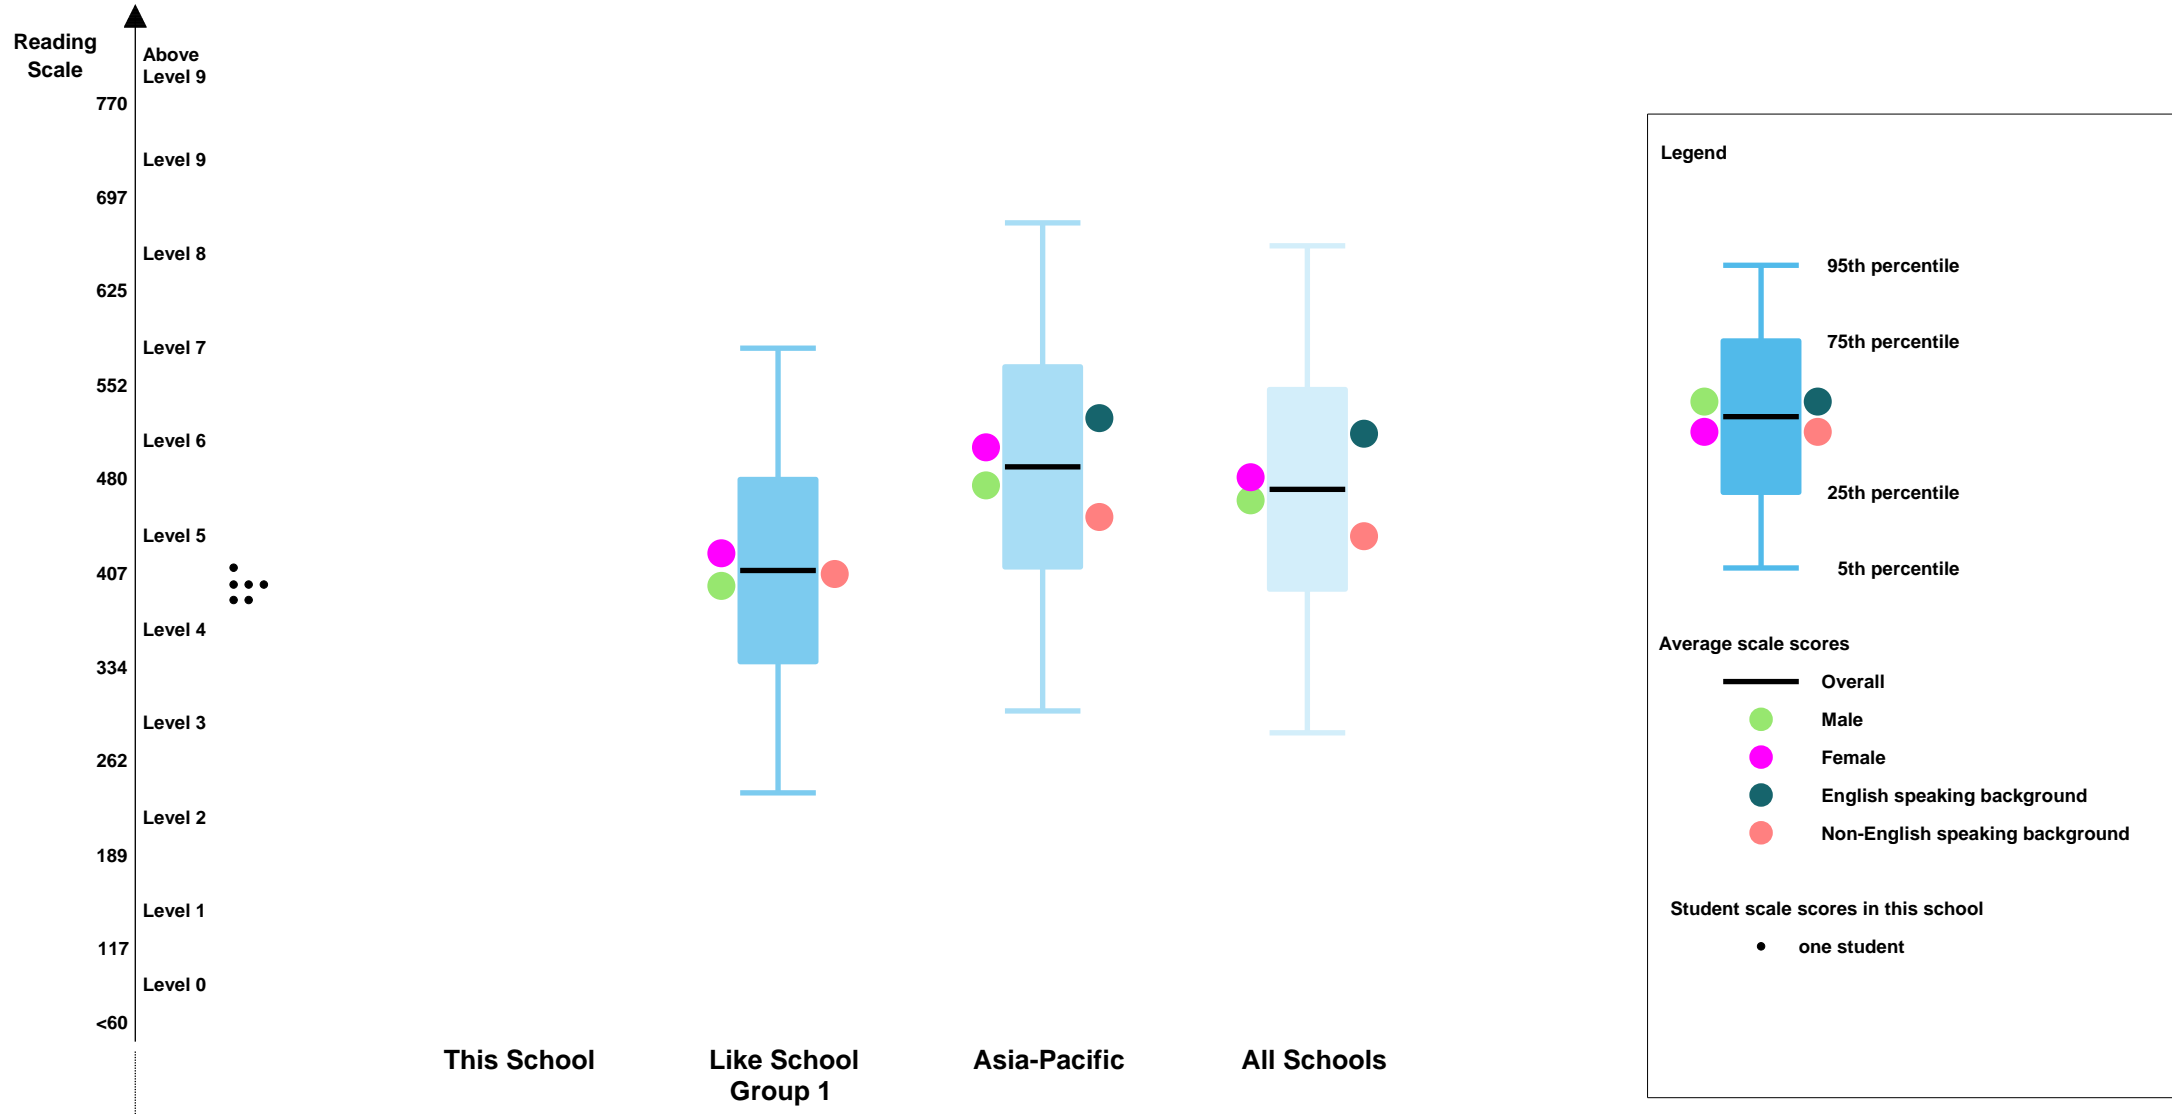 Reading
Scale
Above
Level 9
770
Level 9
697
Level 8
625
Level 7
552
Level 6
480
Level 5
407
Level 4
334
Level 3
262
Level 2
189
Level 1
117
Level 0
<60
This School
Like School
Group 1
Asia-Pacific
All Schools
Legend
95th percentile
75th percentile
25th percentile
5th percentile
Average scale scores
Overall
Male
Female
English speaking background
Non-English speaking background
Student scale scores in this school
one student